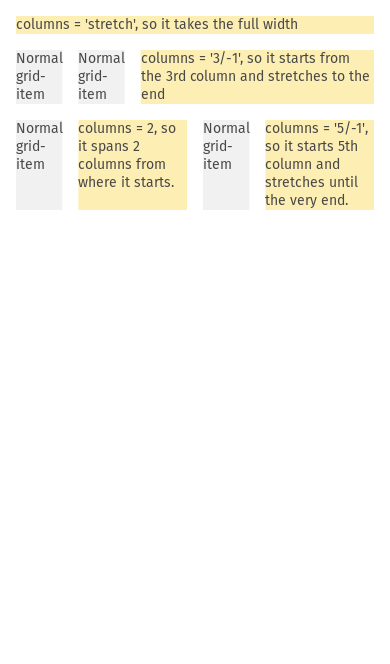 columns = 'stretch', so it takes the full width
Normal
grid-
item
Normal
grid-
item
columns = '3/-1', so it starts from
the 3rd column and stretches to the
end
Normal
grid-
item
columns = 2, so
it spans 2
columns from
where it starts.
Normal
grid-
item
columns = '5/-1',
so it starts 5th
column and
stretches until
the very end.